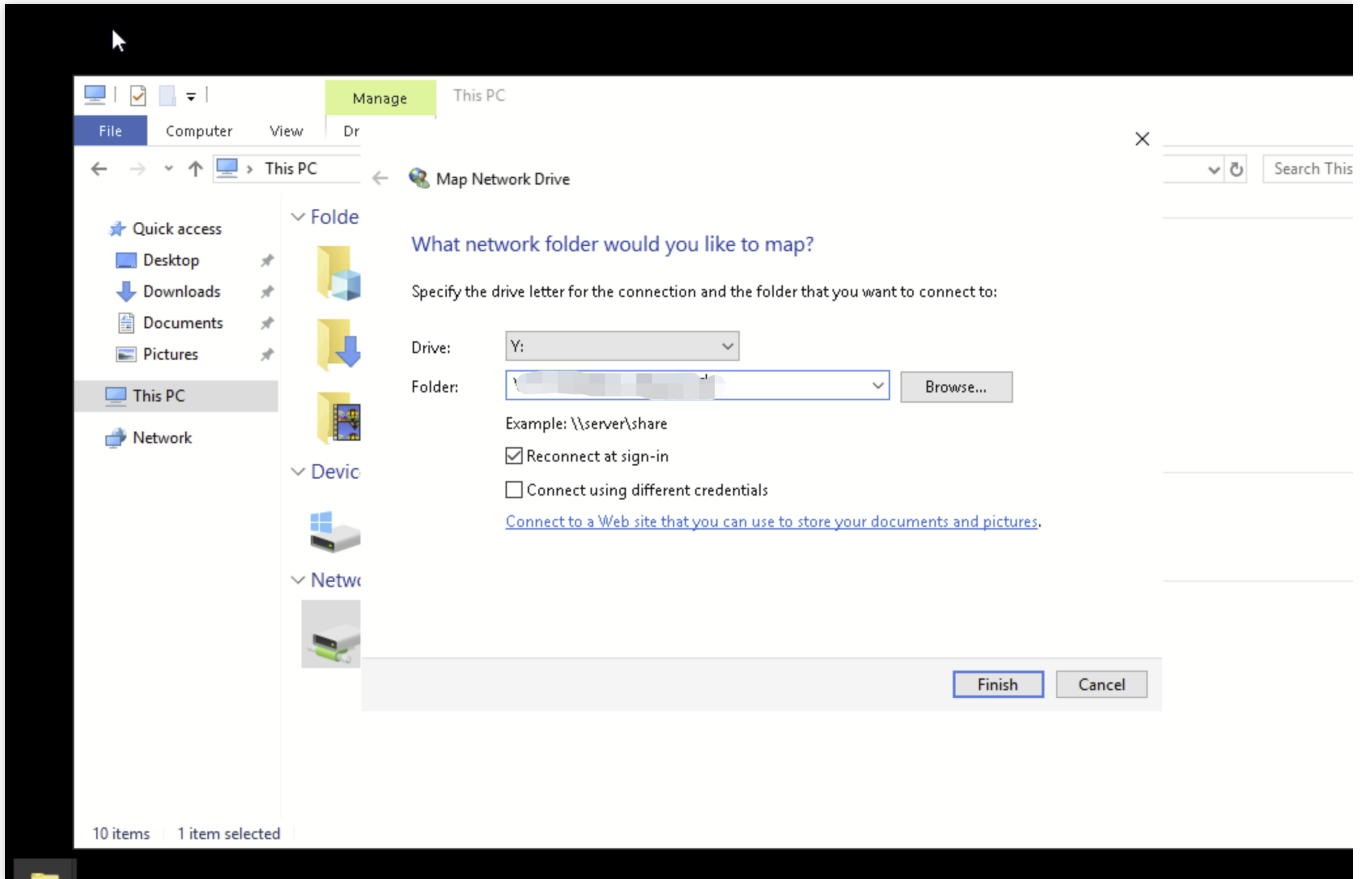 Manage This PC
File Computer View Dr
This PC
Search This
Map Network Drive
Quick access
Desktop
Downloads
Documents
Pictures
This PC
Network
Folde
Devic
Netwo
What network folder would you like to map?
Specify the drive letter for the connection and the folder that you want to connect to:
Drive: Y:
Folder: Browse...
Example: \\server\share
Reconnect at sign-in
Connect using different credentials
Connect to a Web site that you can use to store your documents and pictures.
Finish Cancel
10 items 1 item selected